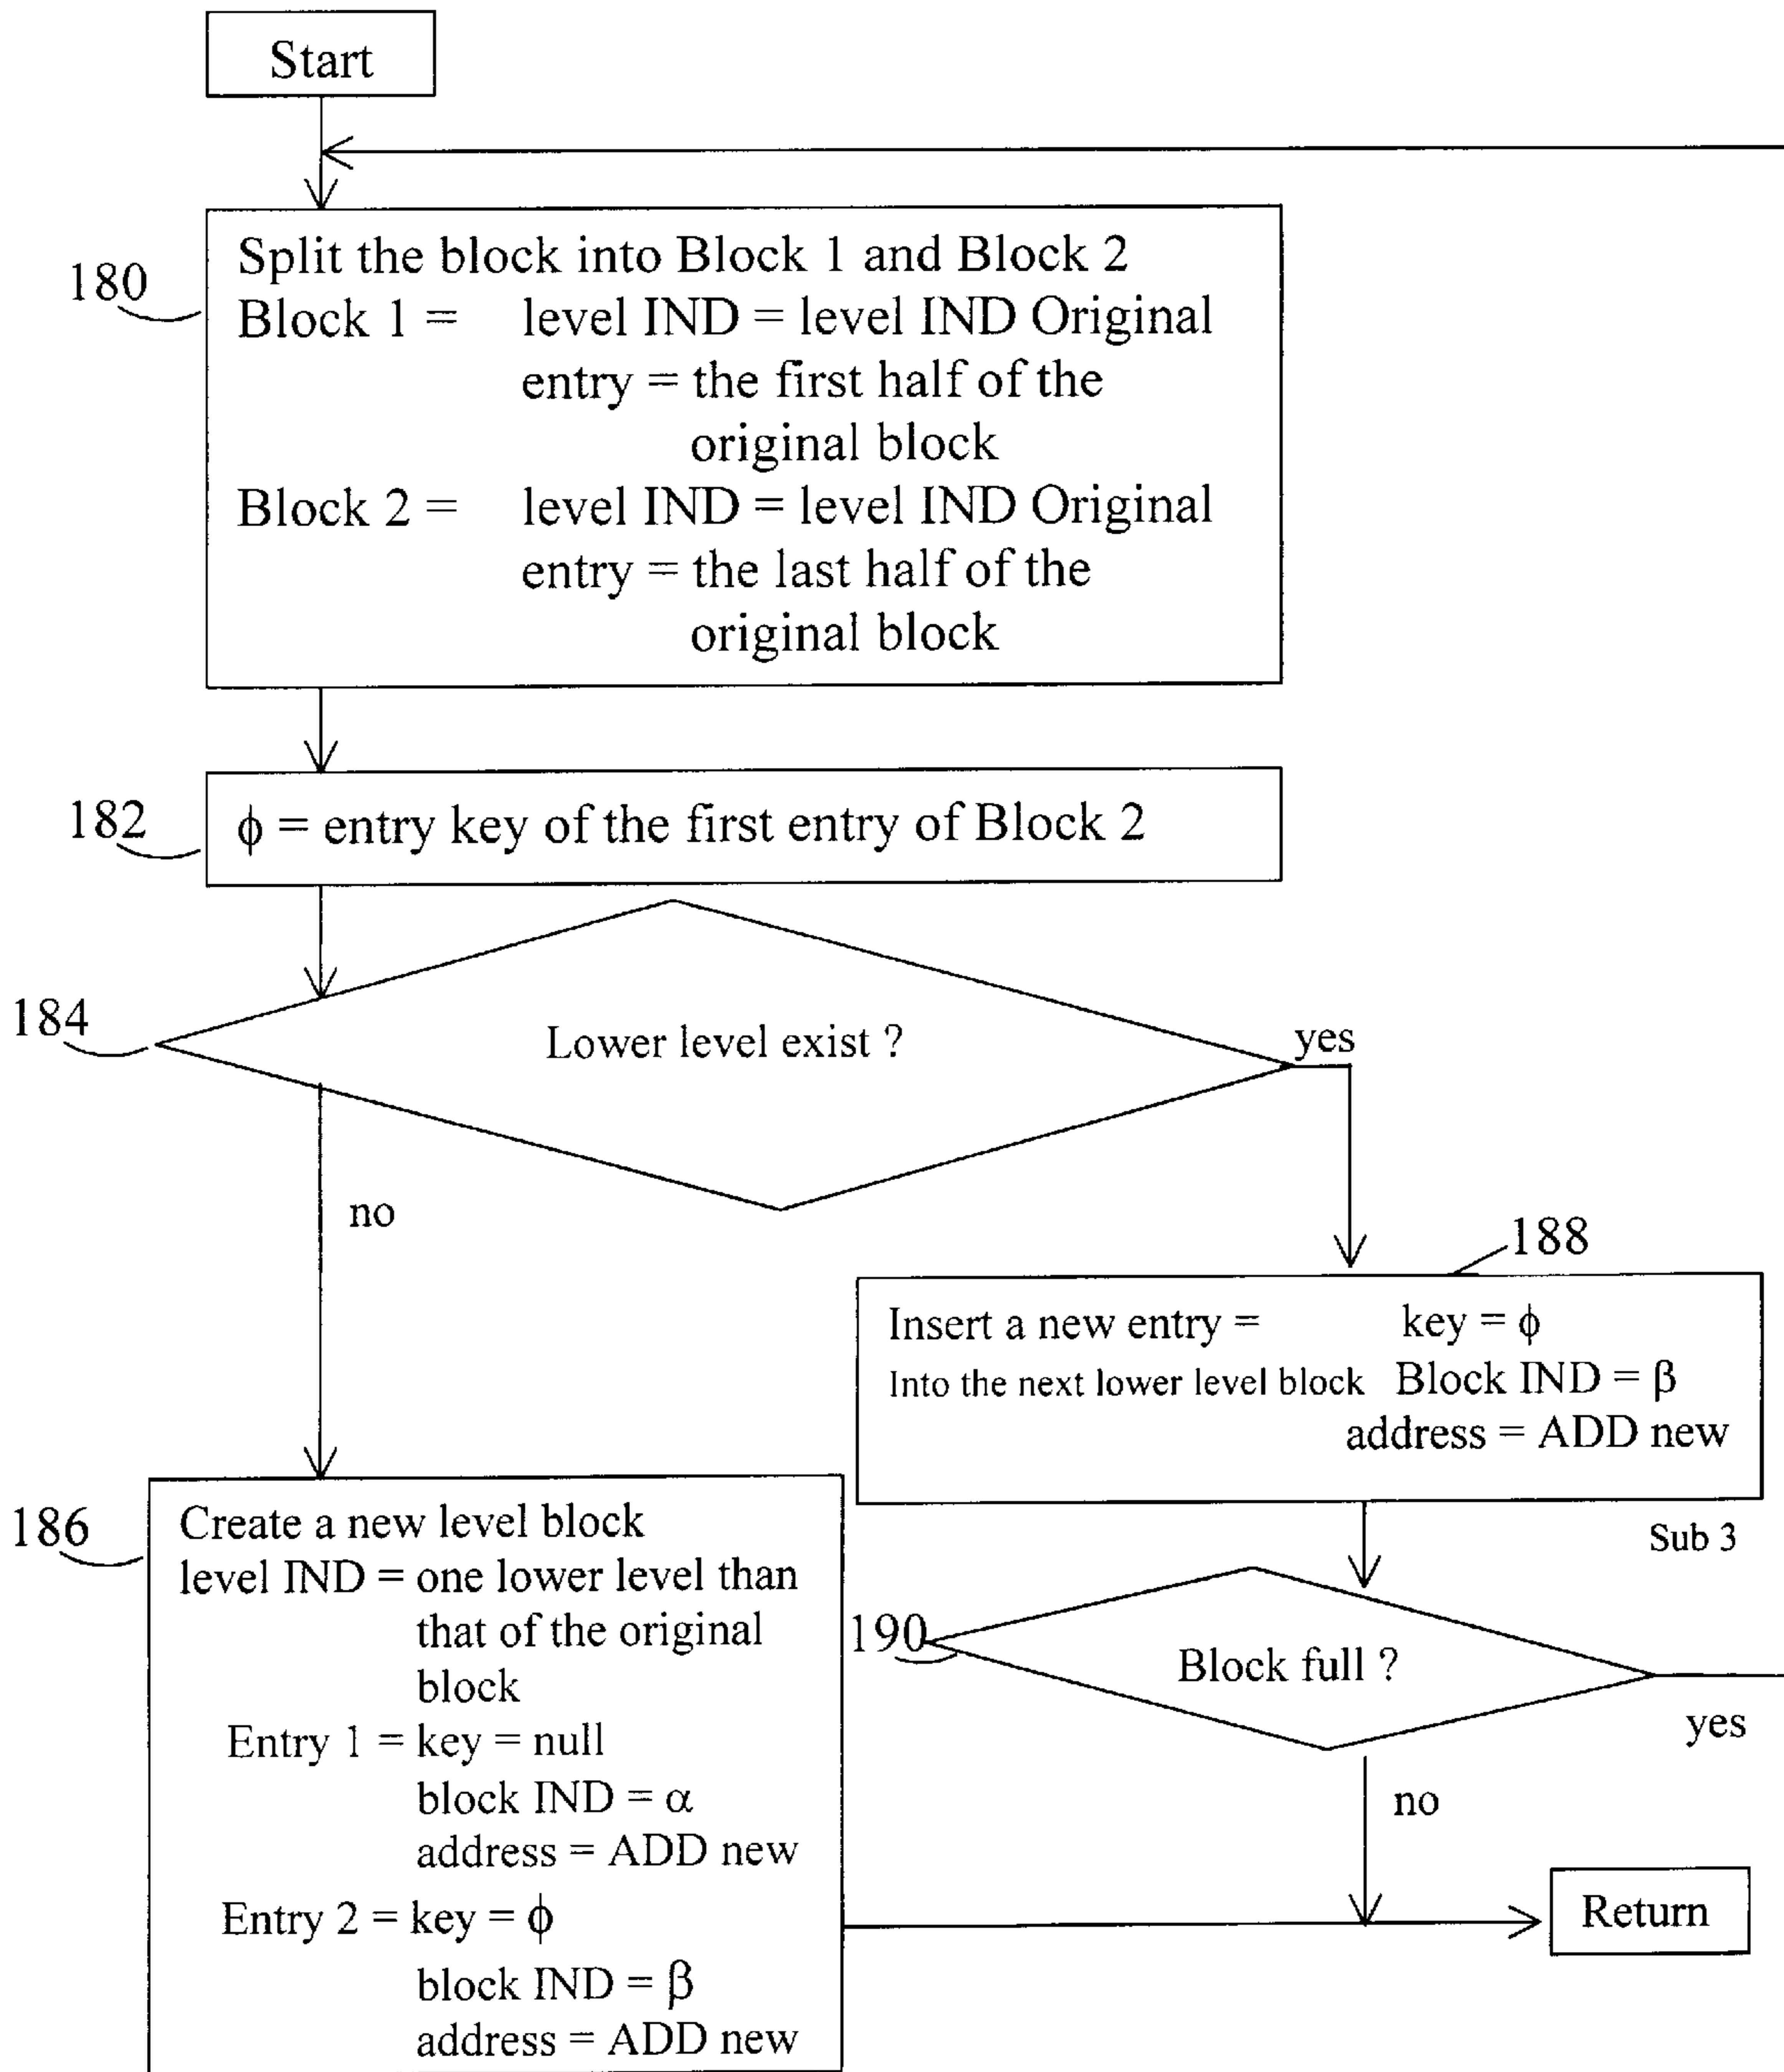 Start
180
Split the block into Block 1 and Block 2
Block 1 = level IND = level IND Original
entry = the first half of the
original block
Block 2 = level IND = level IND Original
entry = the last half of the
original block
182
ϕ = entry key of the first entry of Block 2
184
Lower level exist ?
yes
no
188
Insert a new entry = key = ϕ
Into the next lower level block Block IND = β
address = ADD new
Sub 3
186
Create a new level block
level IND = one lower level than
that of the original
block
Entry 1 = key = null
block IND = α
address = ADD new
Entry 2 = key = ϕ
block IND = β
address = ADD new
190
Block full ?
yes
no
Return